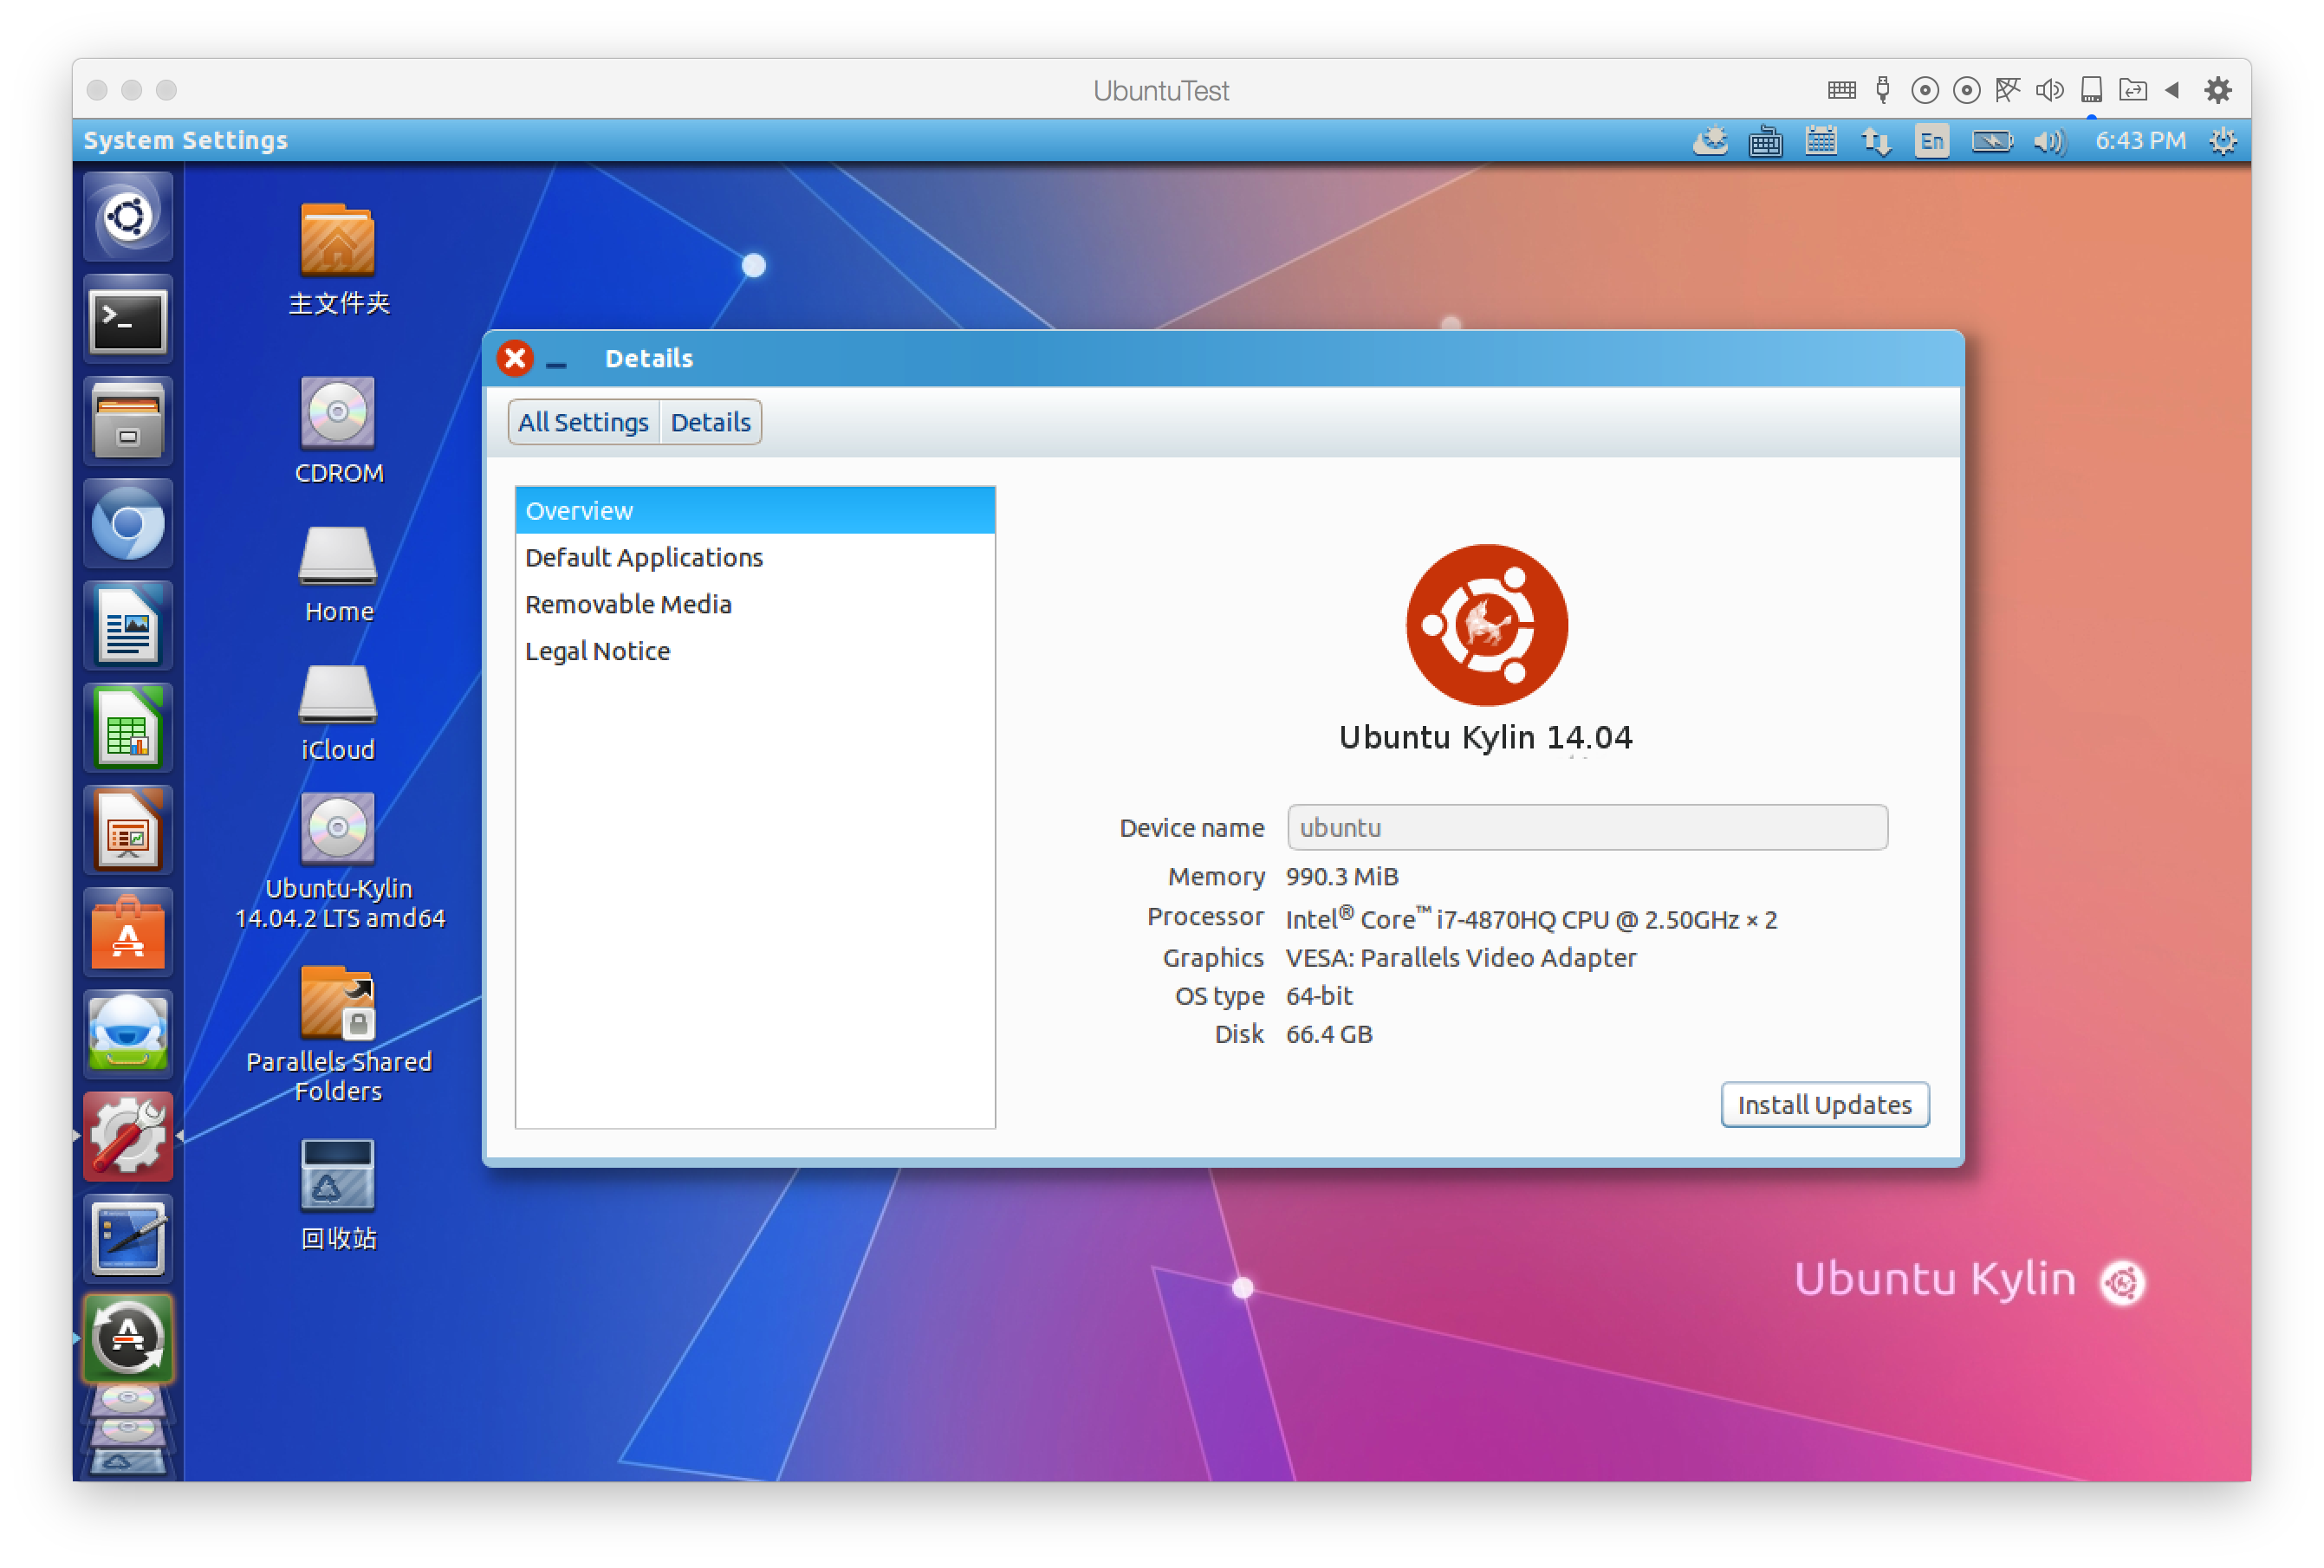 UbuntuTest
System Settings
En
6:43 PM
主文件夹
CDROM
Home
iCloud
Ubuntu-Kylin
14.04.2 LTS amd64
Parallels Shared
Folders
回收站
Details
All Settings
Details
Overview
Default Applications
Removable Media
Legal Notice
Ubuntu Kylin 14.04
Device name
ubuntu
Memory
990.3 MiB
Processor
Intel® Core™ i7-4870HQ CPU @ 2.50GHz × 2
Graphics
VESA: Parallels Video Adapter
OS type
64-bit
Disk
66.4 GB
Install Updates
Ubuntu Kylin